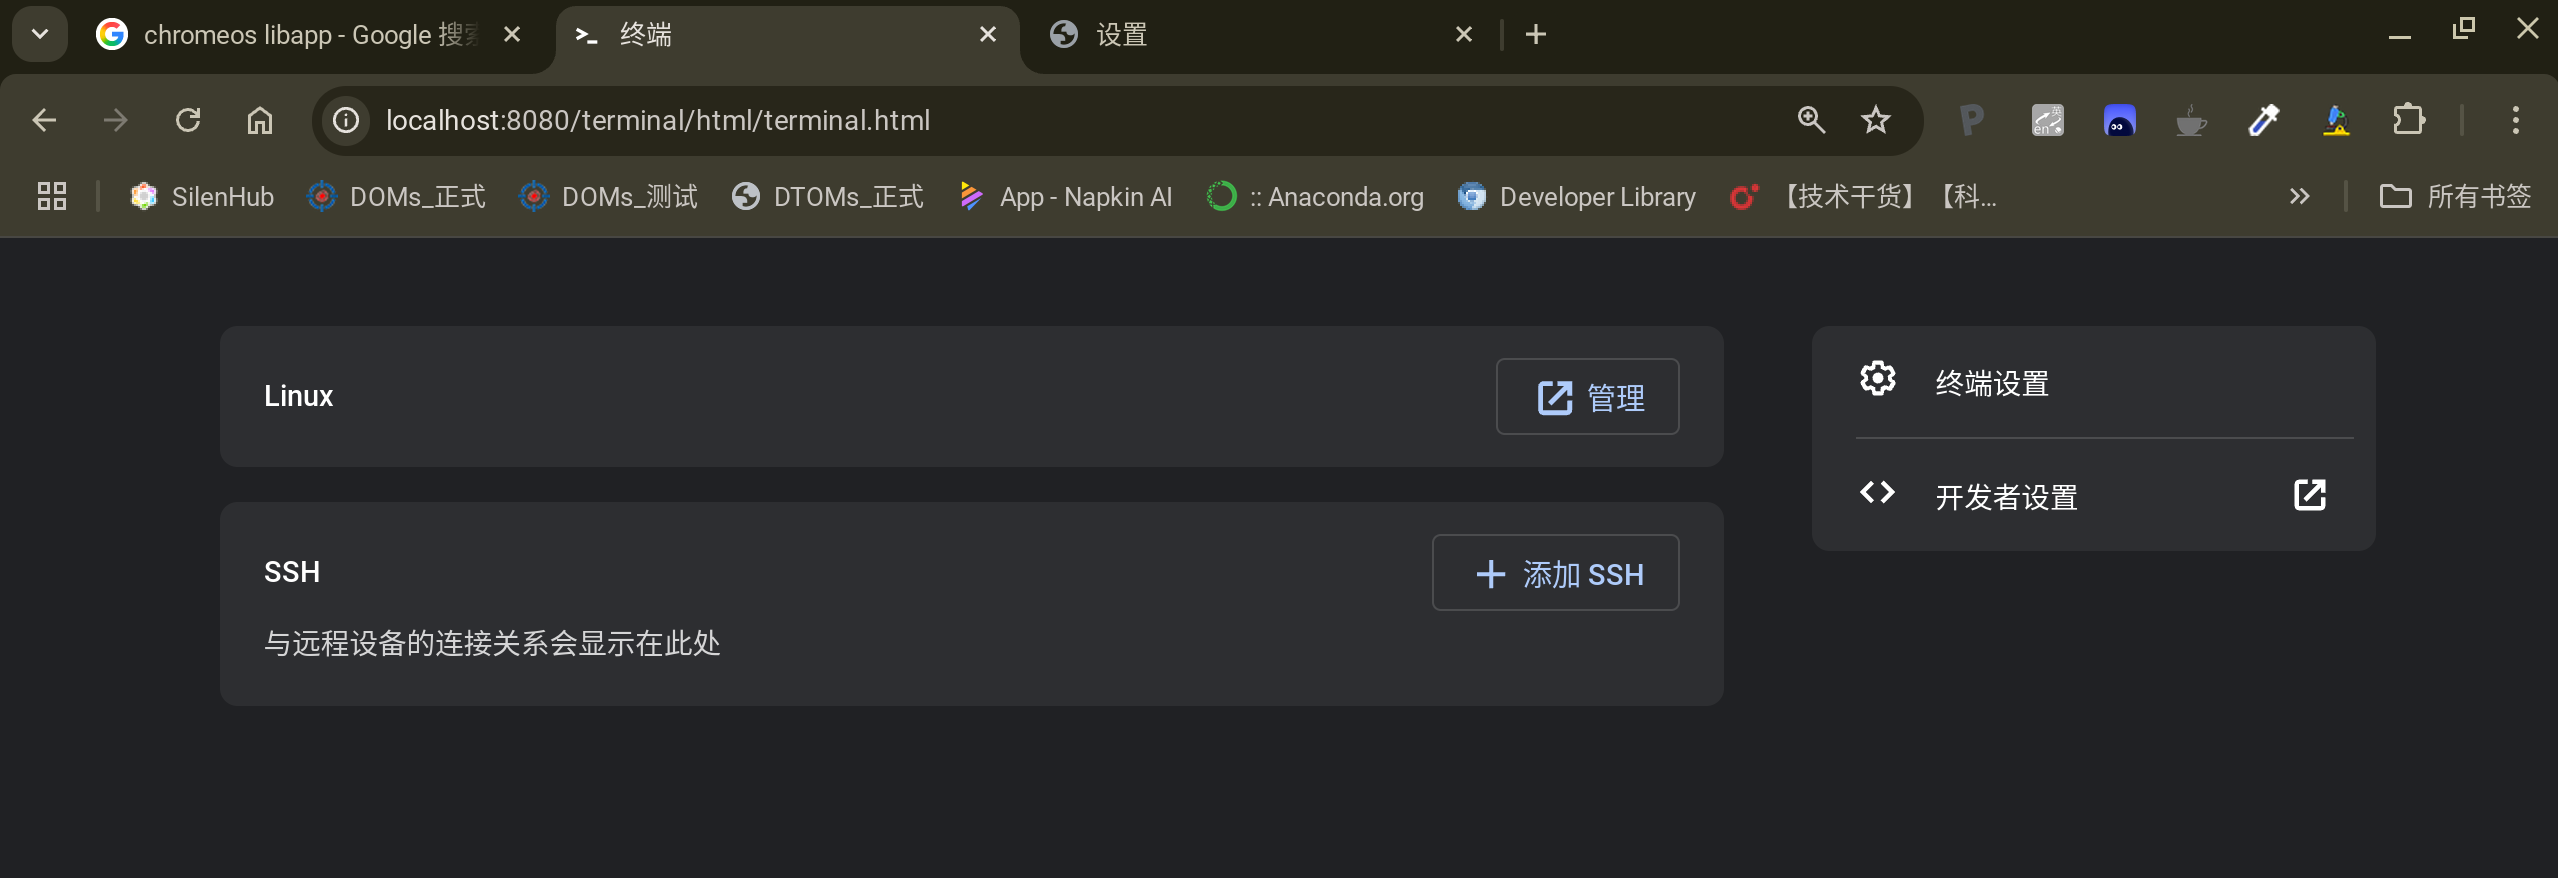 chromeos libapp - Google 搜索
终端
设置
localhost:8080/terminal/html/terminal.html
en 英
SilenHub
DOMs_正式
DOMs_测试
DTOMs_正式
App - Napkin AI
:: Anaconda.org
Developer Library
【技术干货】【科...
所有书签
Linux
管理
终端设置
开发者设置
SSH
添加 SSH
与远程设备的连接关系会显示在此处